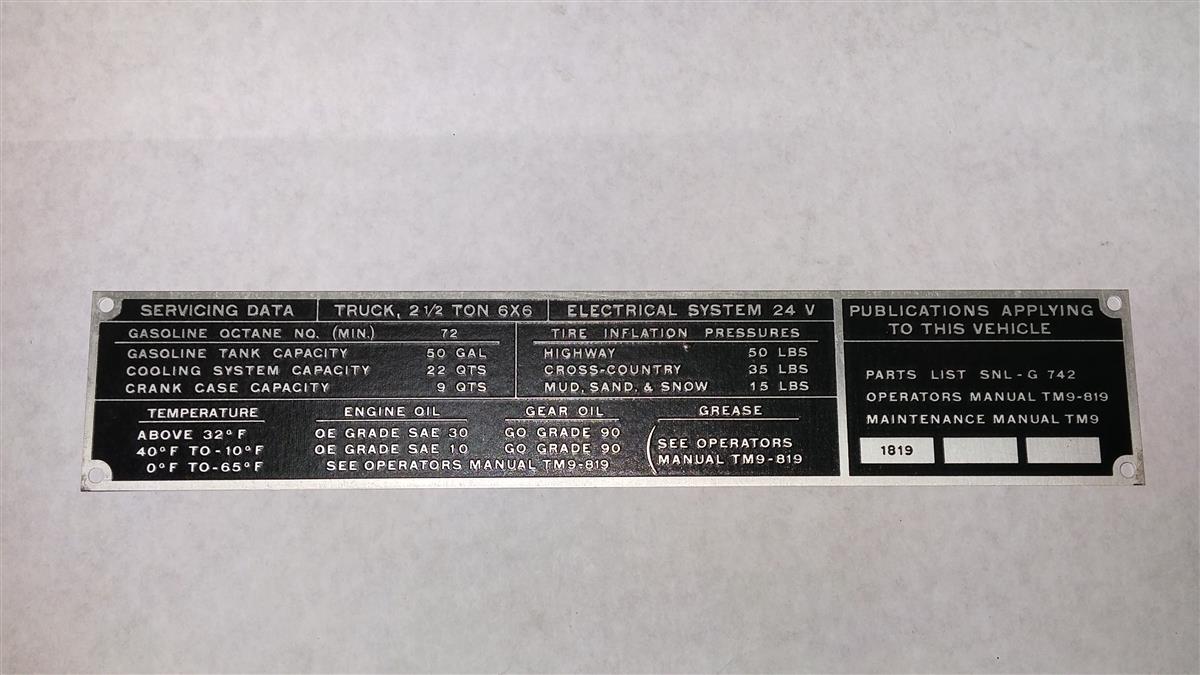 SERVICING DATA TRUCK, 2 1/2 TON 6X6 ELECTRICAL SYSTEM 24 V
GASOLINE OCTANE NO. (MIN.) 72
GASOLINE TANK CAPACITY 50 GAL
COOLING SYSTEM CAPACITY 22 QTS
CRANK CASE CAPACITY 9 QTS
TIRE INFLATION PRESSURES
HIGHWAY 50 LBS
CROSS-COUNTRY 35 LBS
MUD, SAND, & SNOW 15 LBS
TEMPERATURE ENGINE OIL GEAR OIL GREASE
ABOVE 32°F OE GRADE SAE 30 GO GRADE 90
40°F TO-10°F OE GRADE SAE 10 GO GRADE 90
0°F TO-65°F SEE OPERATORS MANUAL TM9-819
SEE OPERATORS
MANUAL TM9-819
PUBLICATIONS APPLYING
TO THIS VEHICLE
PARTS LIST SNL-G 742
OPERATORS MANUAL TM9-819
MAINTENANCE MANUAL TM9
1819